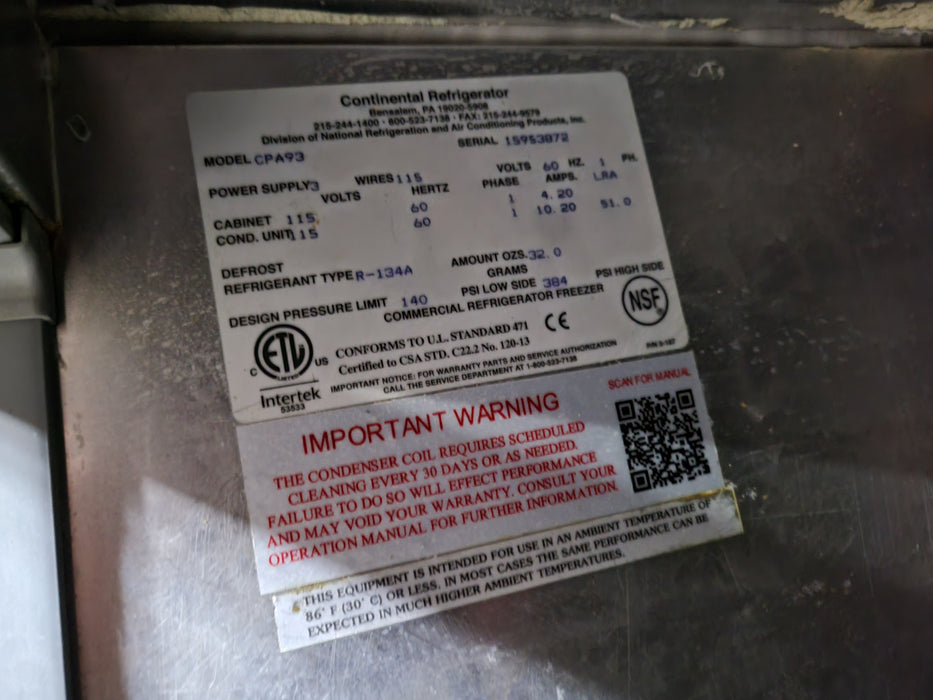 Continental Refrigerator
Bensalem, PA 19020-5908
215-244-1400 · 800-523-7138 · FAX: 215-244-9579
Division of National Refrigeration and Air Conditioning Products, Inc.
MODEL CPA93 SERIAL 15953872
POWER SUPPLY 3 WIRES 115 VOLTS 60 HZ. 1 PH.
VOLTS HERTZ PHASE AMPS. LRA
CABINET 115 60 1 4.20
COND. UNIT 115 60 1 10.20 51.0
DEFROST
REFRIGERANT TYPE R-134A AMOUNT OZS. 32.0
GRAMS
DESIGN PRESSURE LIMIT 140 PSI LOW SIDE 384 PSI HIGH SIDE
COMMERCIAL REFRIGERATOR FREEZER
NSF
ETL
LISTED
C US
Intertek
53533
CONFORMS TO U.L. STANDARD 471 CE
Certified to CSA STD. C22.2 No. 120-13
IMPORTANT NOTICE: FOR WARRANTY PARTS AND SERVICE AUTHORIZATION
CALL THE SERVICE DEPARTMENT AT 1-800-523-7138
IMPORTANT WARNING
THE CONDENSER COIL REQUIRES SCHEDULED
CLEANING EVERY 30 DAYS OR AS NEEDED.
FAILURE TO DO SO WILL EFFECT PERFORMANCE
AND MAY VOID YOUR WARRANTY. CONSULT YOUR
OPERATION MANUAL FOR FURTHER INFORMATION.
SCAN FOR MANUAL
THIS EQUIPMENT IS INTENDED FOR USE IN AN AMBIENT TEMPERATURE OF
86° F (30° C) OR LESS. IN MOST CASES THE SAME PERFORMANCE CAN BE
EXPECTED IN MUCH HIGHER AMBIENT TEMPERATURES.